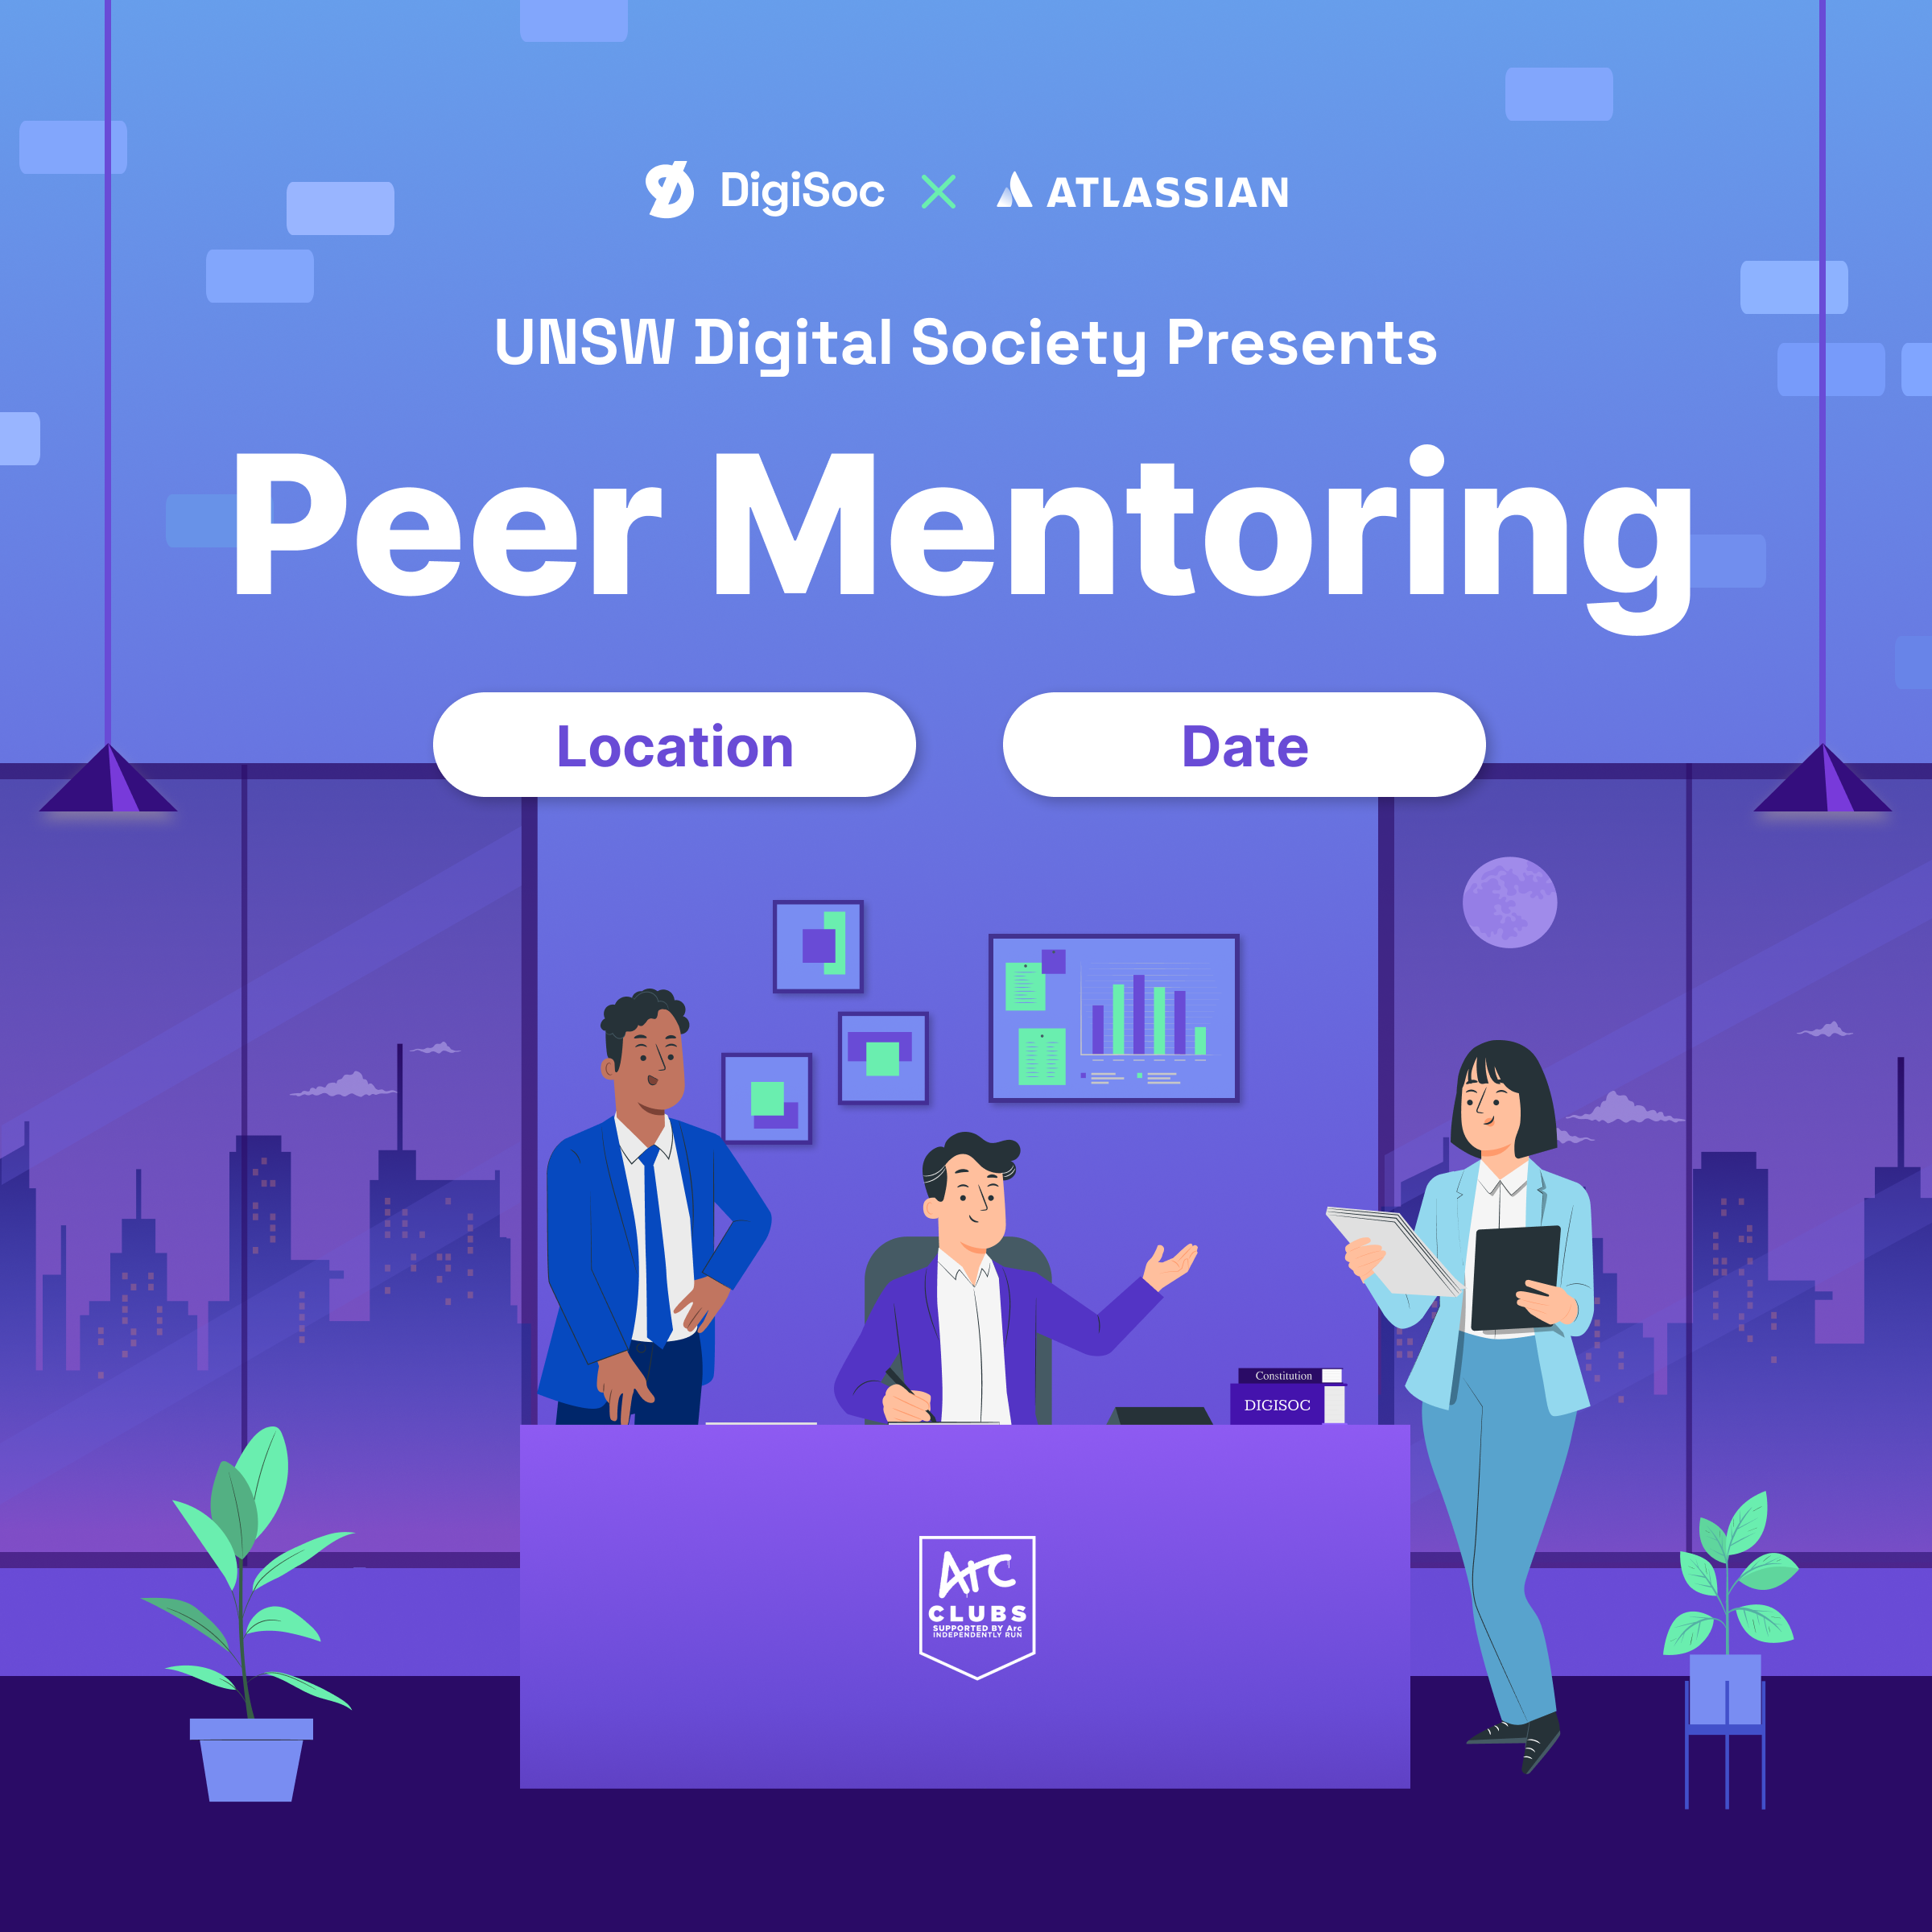 DigiSoc × ATLASSIAN
UNSW Digital Society Presents
Peer Mentoring
Location
Date
Constitution
DIGISOC
Arc
CLUBS
SUPPORTED BY Arc
INDEPENDENTLY RUN